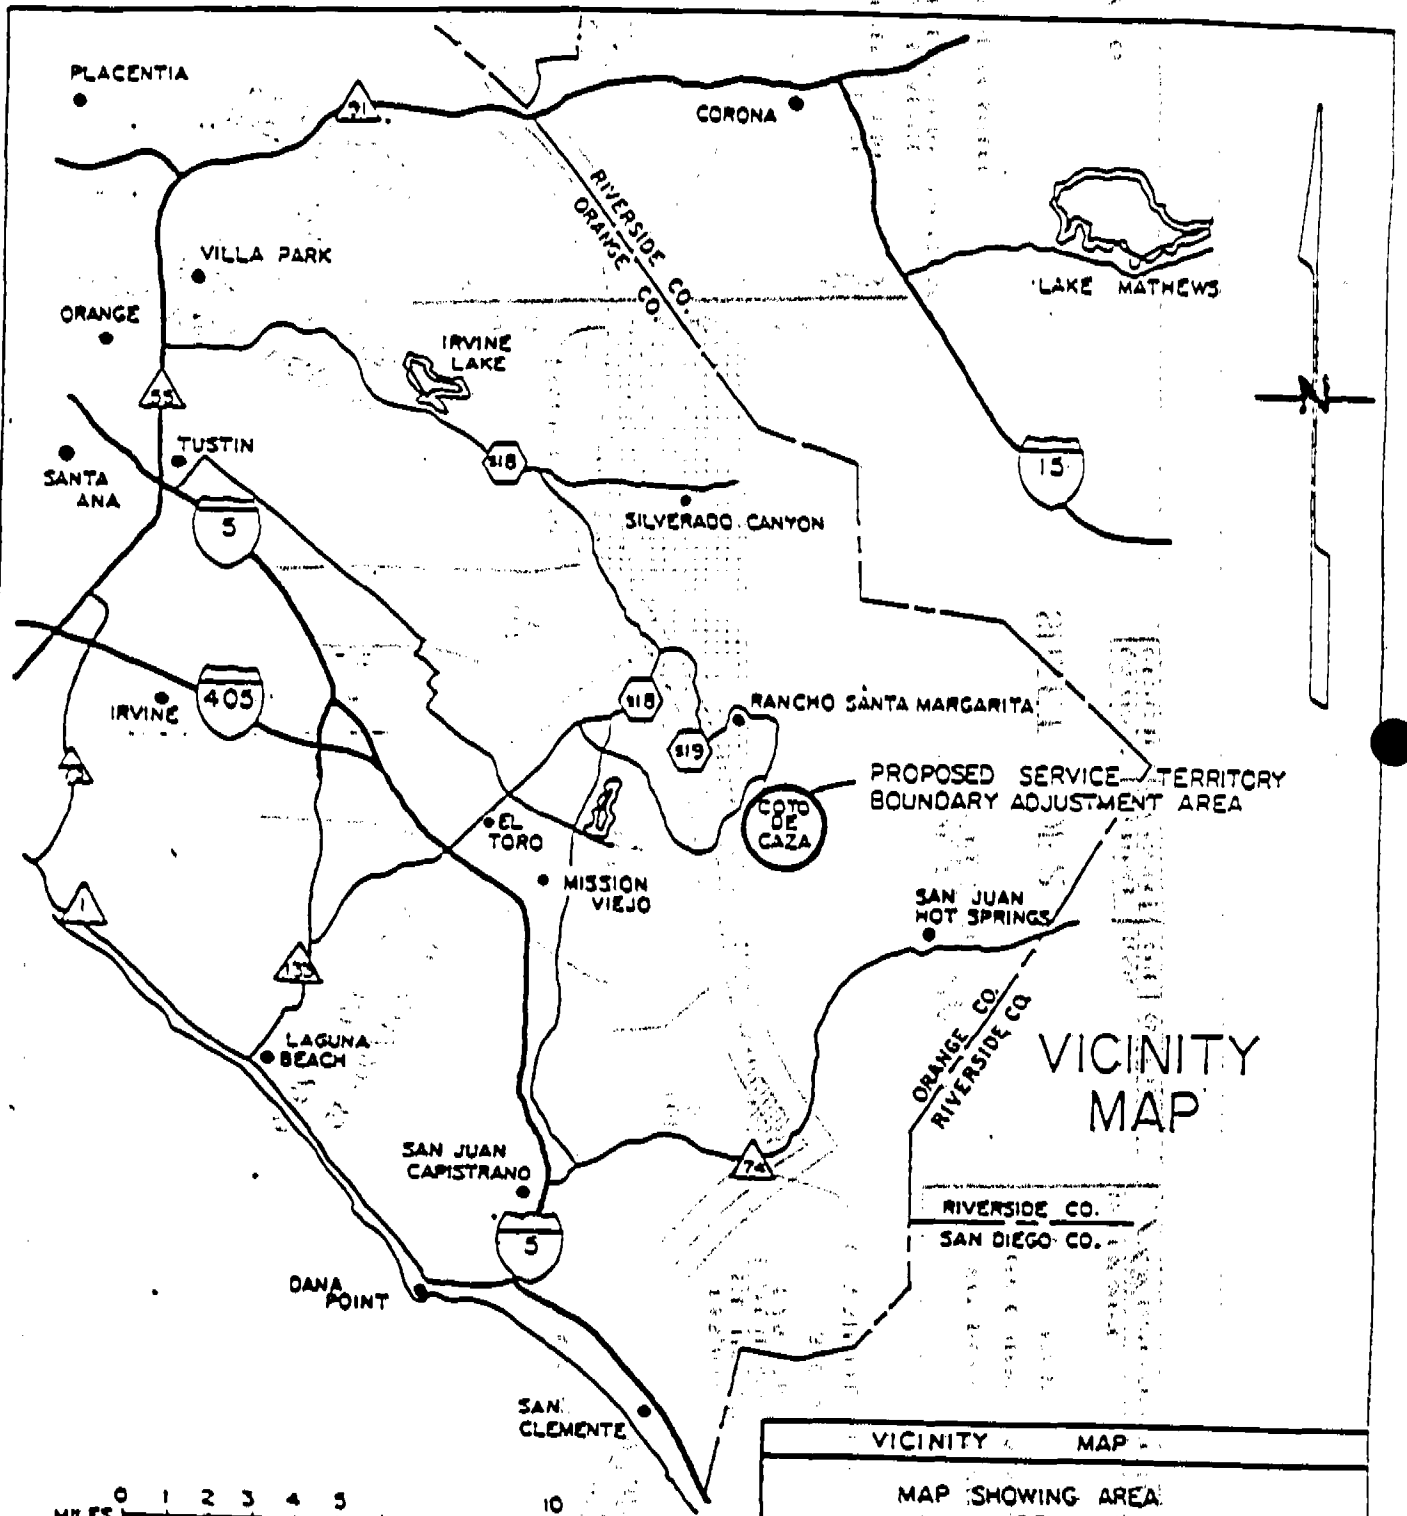 PLACENTIA
91
CORONA
RIVERSIDE CO.
ORANGE CO.
VILLA PARK
LAKE MATHEWS
ORANGE
IRVINE
LAKE
55
N
TUSTIN
SANTA
ANA
S18
15
5
SILVERADO CANYON
405
IRVINE
S18
RANCHO SANTA MARGARITA
S19
PROPOSED SERVICE TERRITORY
BOUNDARY ADJUSTMENT AREA
COTO
DE
CAZA
EL
TORO
MISSION
VIEJO
1
SAN JUAN
HOT SPRINGS
133
ORANGE CO.
RIVERSIDE CO.
LAGUNA
BEACH
VICINITY
MAP
SAN JUAN
CAPISTRANO
74
RIVERSIDE CO.
SAN DIEGO CO.
5
DANA
POINT
SAN
CLEMENTE
VICINITY MAP
MAP SHOWING AREA
0 1 2 3 4 5 10
MILES